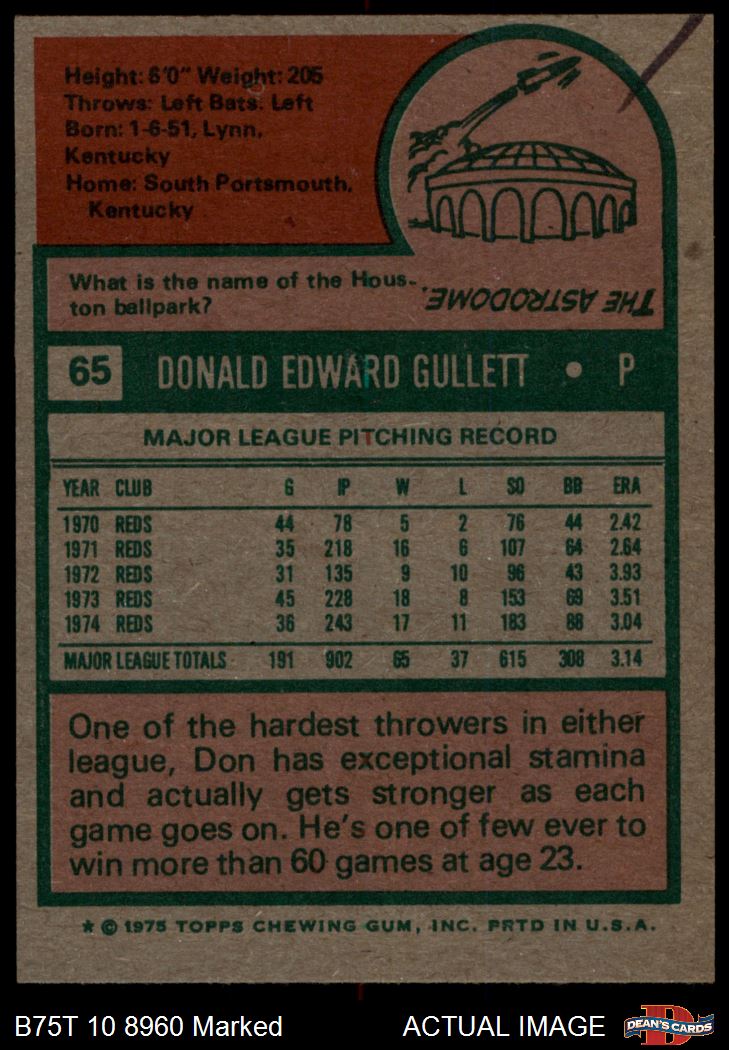 Height: 6'0" Weight: 205
Throws: Left Bats: Left
Born: 1-6-51, Lynn,
Kentucky
Home: South Portsmouth,
Kentucky
What is the name of the Hous-
ton ballpark?
THE ASTRODOME.
65 DONALD EDWARD GULLETT • P
MAJOR LEAGUE PITCHING RECORD
YEAR CLUB G IP W L SO BB ERA
1970 REDS 44 78 5 2 76 44 2.42
1971 REDS 35 218 16 6 107 64 2.64
1972 REDS 31 135 9 10 96 43 3.93
1973 REDS 45 228 18 8 153 69 3.51
1974 REDS 36 243 17 11 183 88 3.04
MAJOR LEAGUE TOTALS 191 902 65 37 615 308 3.14
One of the hardest throwers in either
league, Don has exceptional stamina
and actually gets stronger as each
game goes on. He's one of few ever to
win more than 60 games at age 23.
* © 1975 TOPPS CHEWING GUM, INC. PRTD IN U.S.A.
B75T 10 8960 Marked ACTUAL IMAGE
DEAN'S CARDS